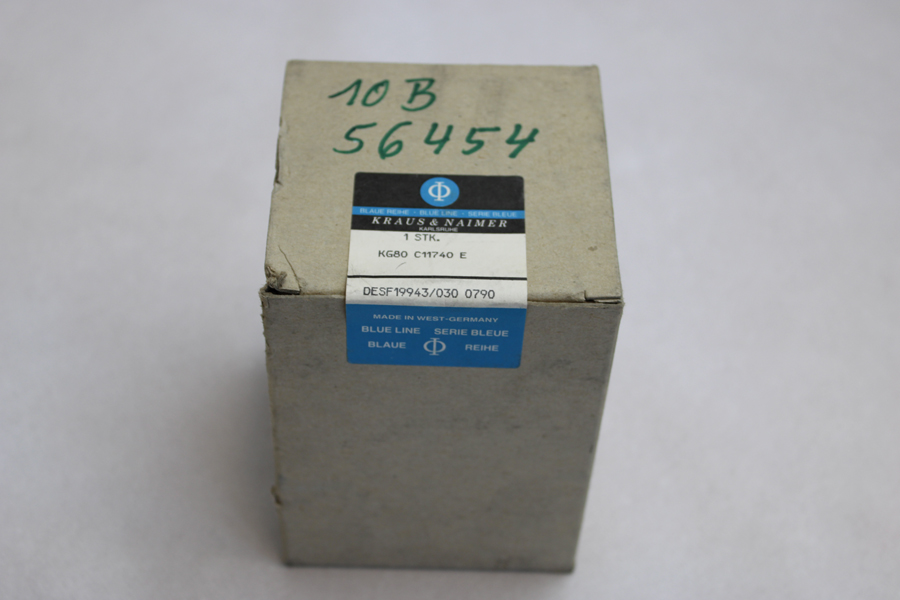 10 B
56454
Φ
BLAUE REIHE - BLUE LINE - SERIE BLEUE
KRAUS & NAIMER
KARLSRUHE
1 STK.
KG80 C11740 E
DESF19943/030 0790
MADE IN WEST-GERMANY
BLUE LINE SERIE BLEUE
BLAUE Φ REIHE